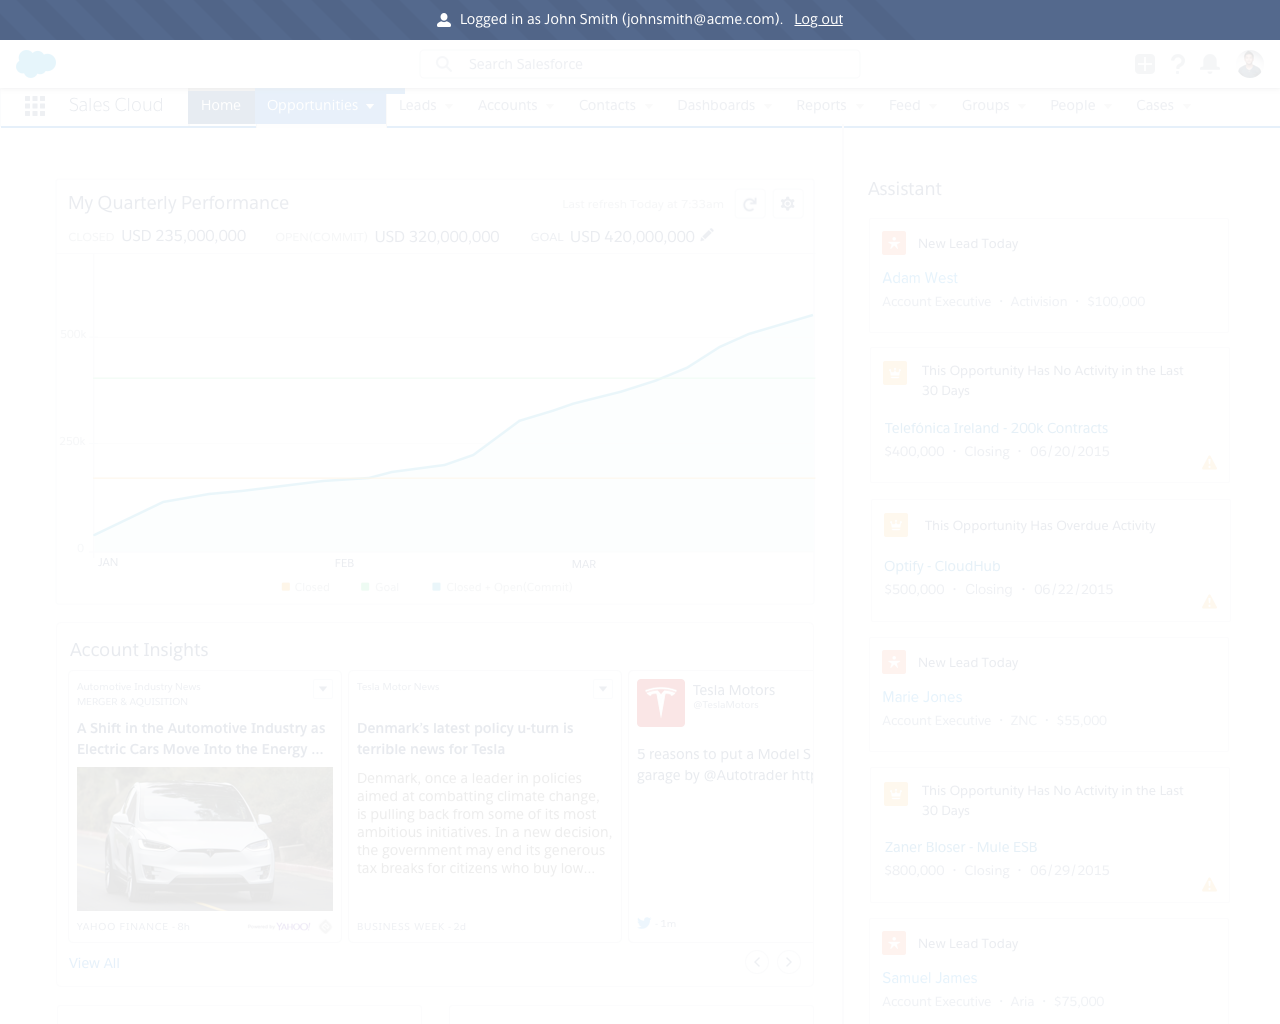 Logged in as John Smith (johnsmith@acme.com). Log out
Search Salesforce
Sales Cloud Home Opportunities Leads Accounts Contacts Dashboards Reports Feed Groups People Cases
My Quarterly Performance
Last refresh Today at 7:33am
CLOSED USD 235,000,000 OPEN(COMMIT) USD 320,000,000 GOAL USD 420,000,000
500k
250k
0
JAN FEB MAR
Closed Goal Closed + Open(Commit)
Account Insights
Automotive Industry News
MERGER & AQUISITION
A Shift in the Automotive Industry as
Electric Cars Move Into the Energy ...
YAHOO FINANCE - 8h
YAHOO!
Tesla Motor News
Denmark's latest policy u-turn is
terrible news for Tesla
Denmark, once a leader in policies
aimed at combatting climate change,
is pulling back from some of its most
ambitious initiatives. In a new decision,
the government may end its generous
tax breaks for citizens who buy low...
BUSINESS WEEK - 2d
Tesla Motors
@TeslaMotors
5 reasons to put a Model S
garage by @Autotrader http
- 1m
View All
Assistant
New Lead Today
Adam West
Account Executive • Activision • $100,000
This Opportunity Has No Activity in the Last
30 Days
Telefónica Ireland - 200k Contracts
$400,000 • Closing • 06/20/2015
This Opportunity Has Overdue Activity
Optify - CloudHub
$500,000 • Closing • 06/22/2015
New Lead Today
Marie Jones
Account Executive • ZNC • $55,000
This Opportunity Has No Activity in the Last
30 Days
Zaner Bloser - Mule ESB
$800,000 • Closing • 06/29/2015
New Lead Today
Samuel James
Account Executive • Aria • $75,000